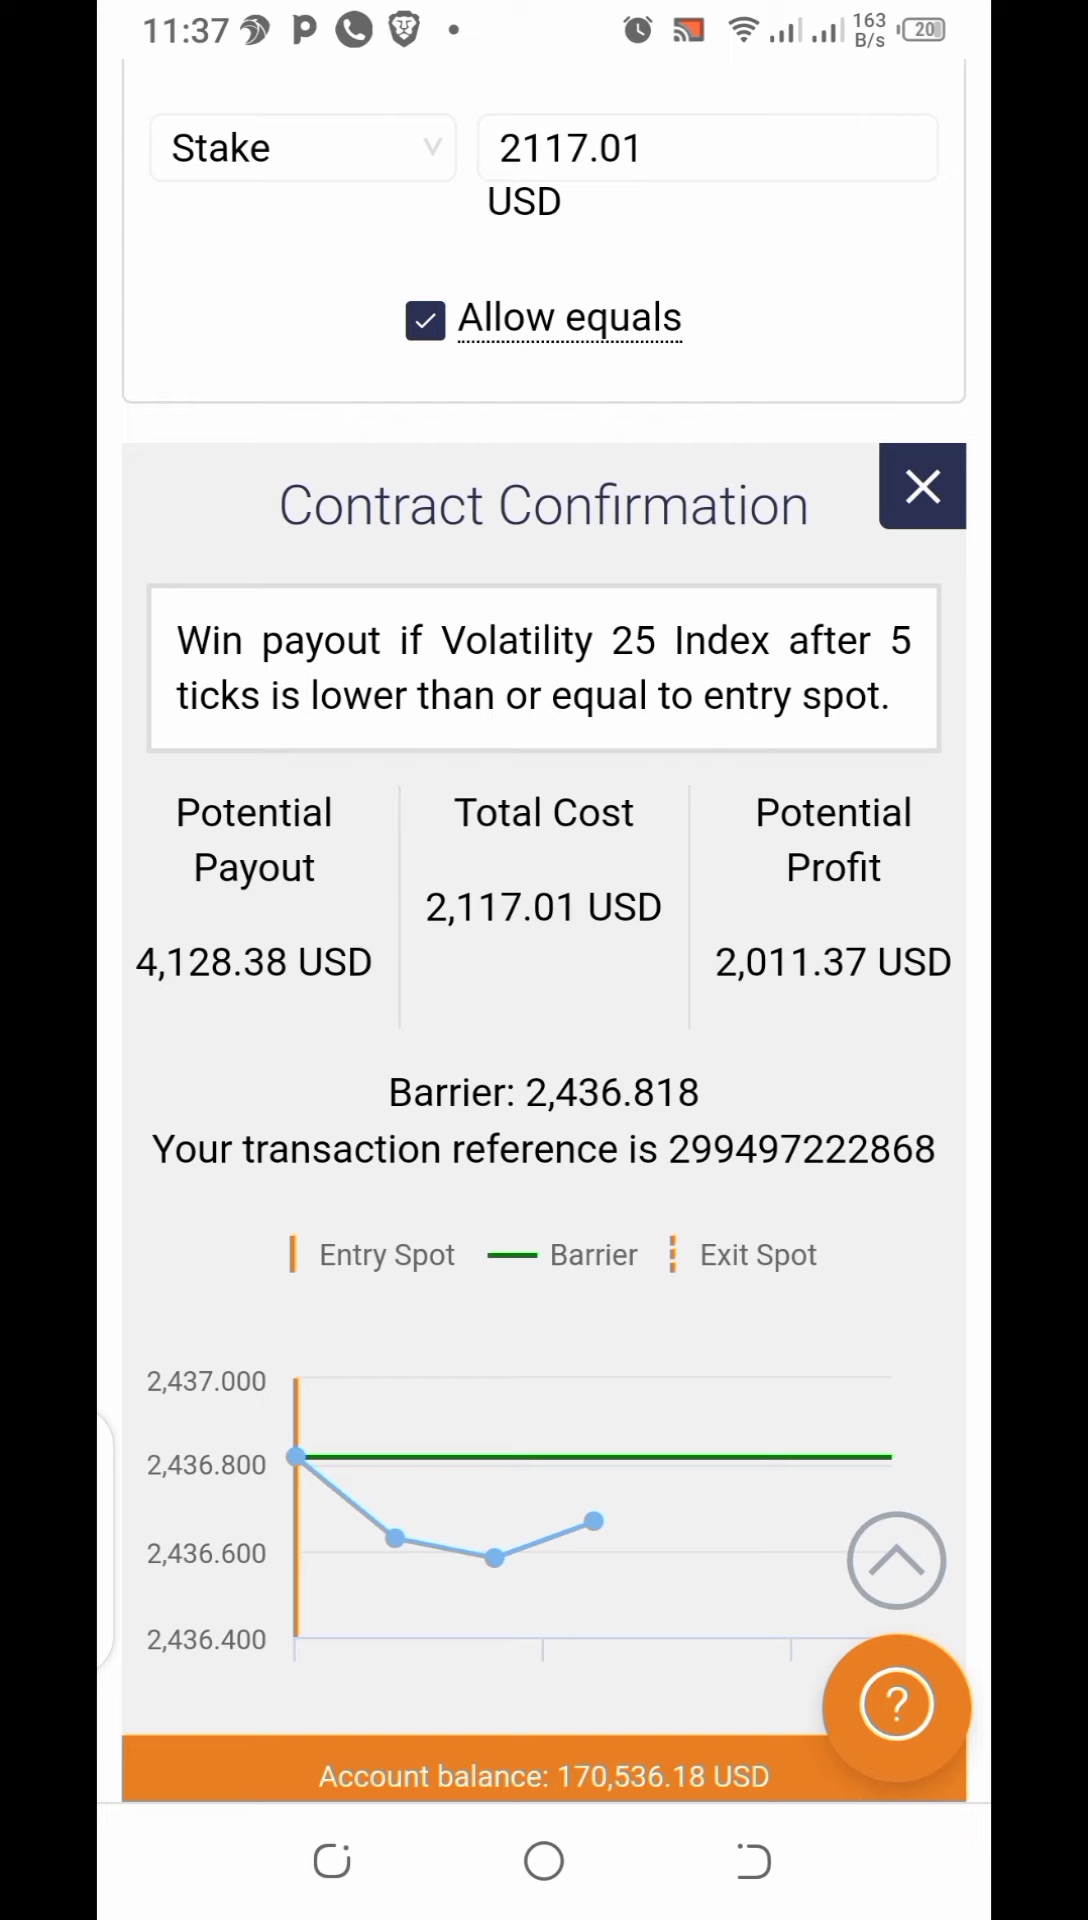 11:37
163
B/s
20
Stake
2117.01
USD
Allow equals
Contract Confirmation
Win payout if Volatility 25 Index after 5
ticks is lower than or equal to entry spot.
Potential
Payout
4,128.38 USD
Total Cost
2,117.01 USD
Potential
Profit
2,011.37 USD
Barrier: 2,436.818
Your transaction reference is 299497222868
Entry Spot
Barrier
Exit Spot
2,437.000
2,436.800
2,436.600
2,436.400
?
Account balance: 170,536.18 USD